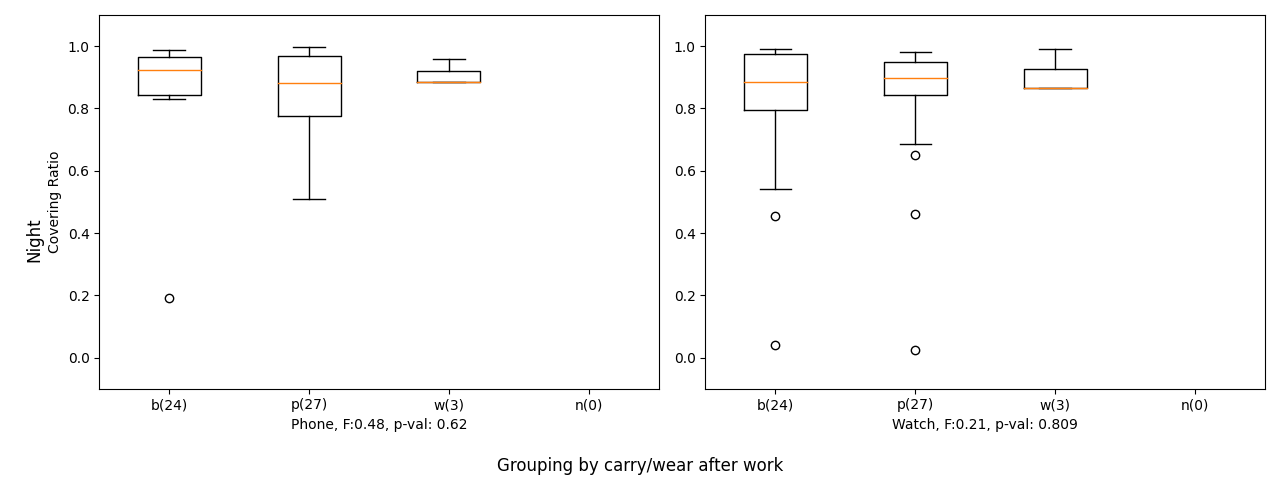 Night
Covering Ratio
1.0
0.8
0.6
0.4
0.2
0.0
b(24) p(27) w(3) n(0)
Phone, F:0.48, p-val: 0.62
1.0
0.8
0.6
0.4
0.2
0.0
b(24) p(27) w(3) n(0)
Watch, F:0.21, p-val: 0.809
Grouping by carry/wear after work